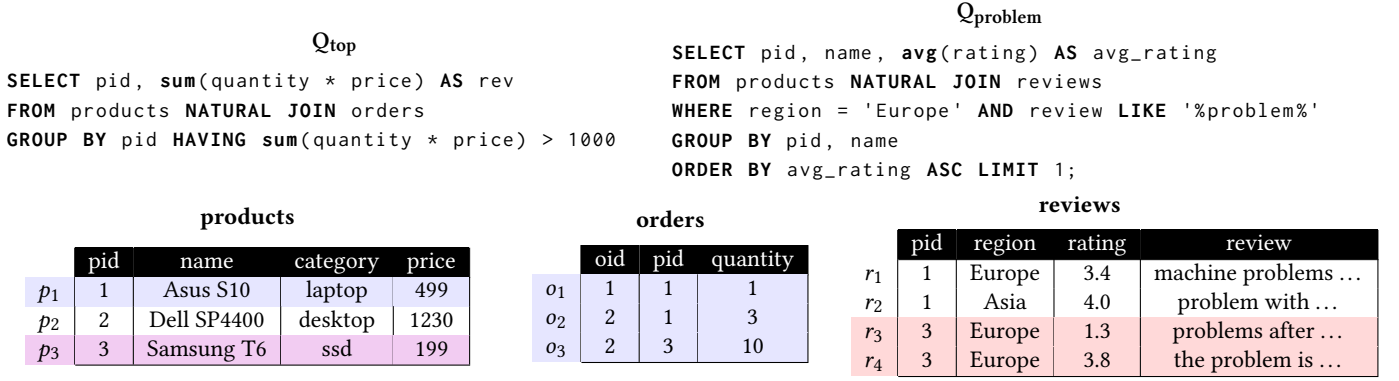 Qtop
SELECT pid, sum(quantity * price) AS rev
FROM products NATURAL JOIN orders
GROUP BY pid HAVING sum(quantity * price) > 1000
Qproblem
SELECT pid, name, avg(rating) AS avg_rating
FROM products NATURAL JOIN reviews
WHERE region = 'Europe' AND review LIKE '%problem%'
GROUP BY pid, name
ORDER BY avg_rating ASC LIMIT 1;
products
pid name category price
p1 1 Asus S10 laptop 499
p2 2 Dell SP4400 desktop 1230
p3 3 Samsung T6 ssd 199
orders
oid pid quantity
o1 1 1 1
o2 2 1 3
o3 2 3 10
reviews
pid region rating review
r1 1 Europe 3.4 machine problems ...
r2 1 Asia 4.0 problem with ...
r3 3 Europe 1.3 problems after ...
r4 3 Europe 3.8 the problem is ...